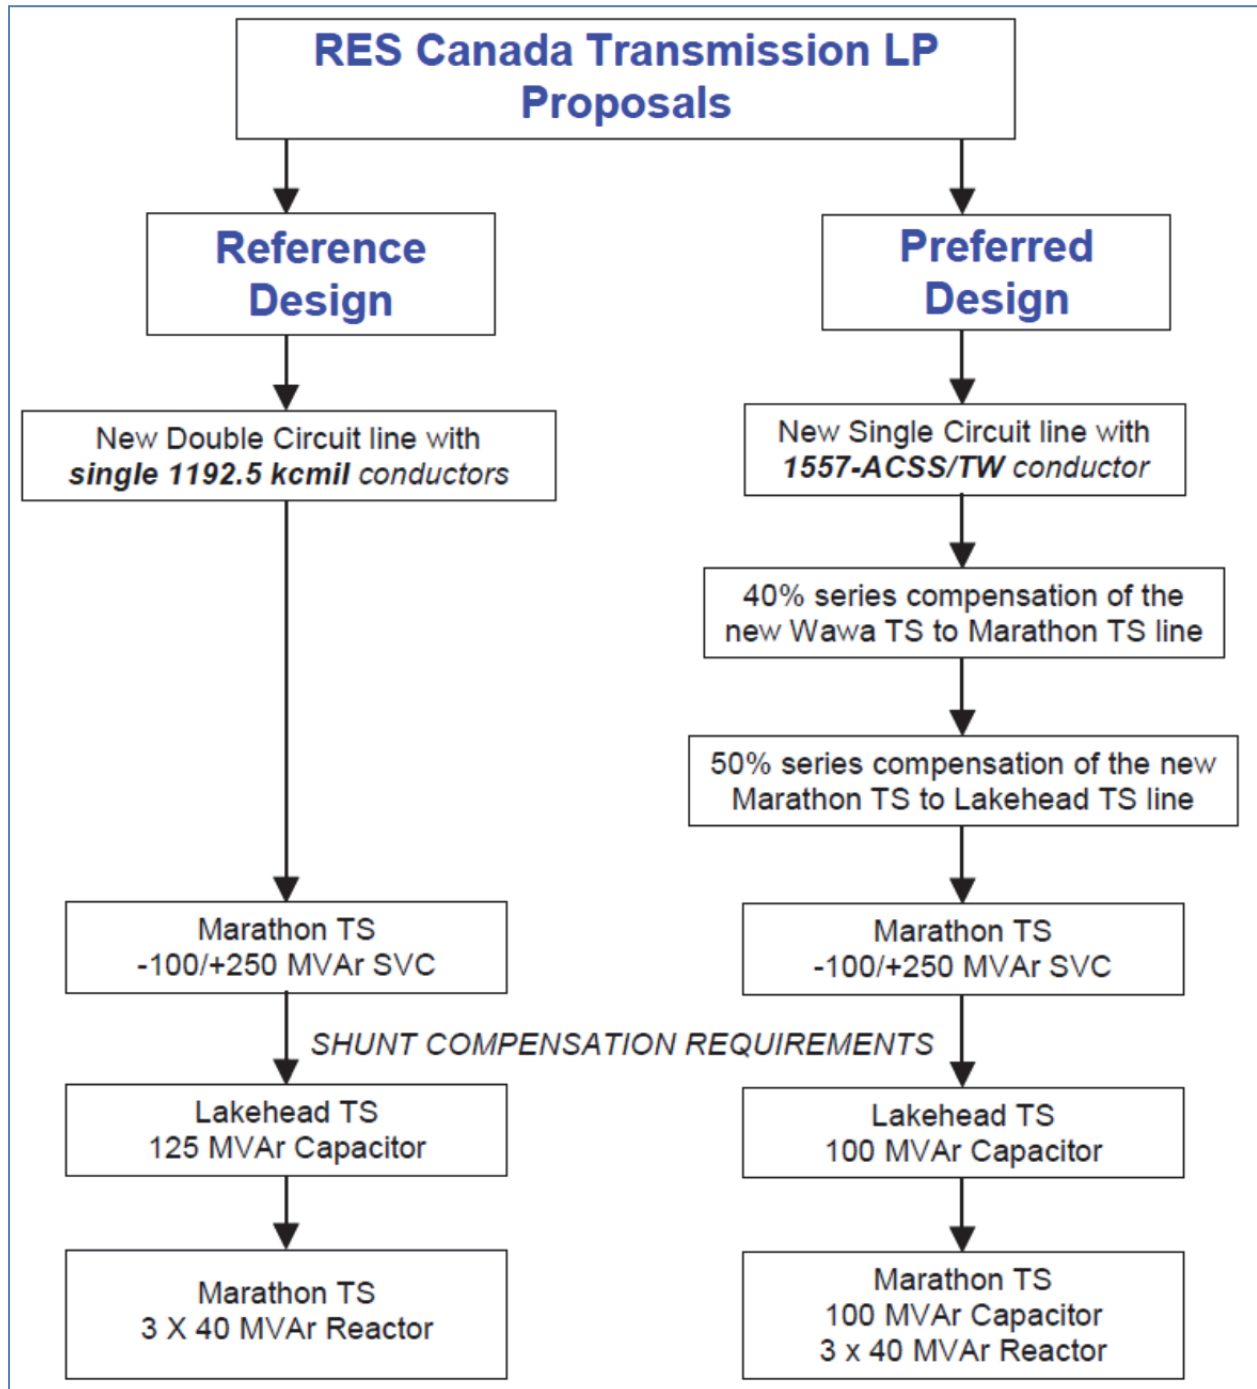 RES Canada Transmission LP
Proposals
Reference
Design
New Double Circuit line with
single 1192.5 kcmil conductors
Marathon TS
-100/+250 MVAr SVC
SHUNT COMPENSATION REQUIREMENTS
Lakehead TS
125 MVAr Capacitor
Marathon TS
3 X 40 MVAr Reactor
Preferred
Design
New Single Circuit line with
1557-ACSS/TW conductor
40% series compensation of the
new Wawa TS to Marathon TS line
50% series compensation of the new
Marathon TS to Lakehead TS line
Marathon TS
-100/+250 MVAr SVC
Lakehead TS
100 MVAr Capacitor
Marathon TS
100 MVAr Capacitor
3 x 40 MVAr Reactor